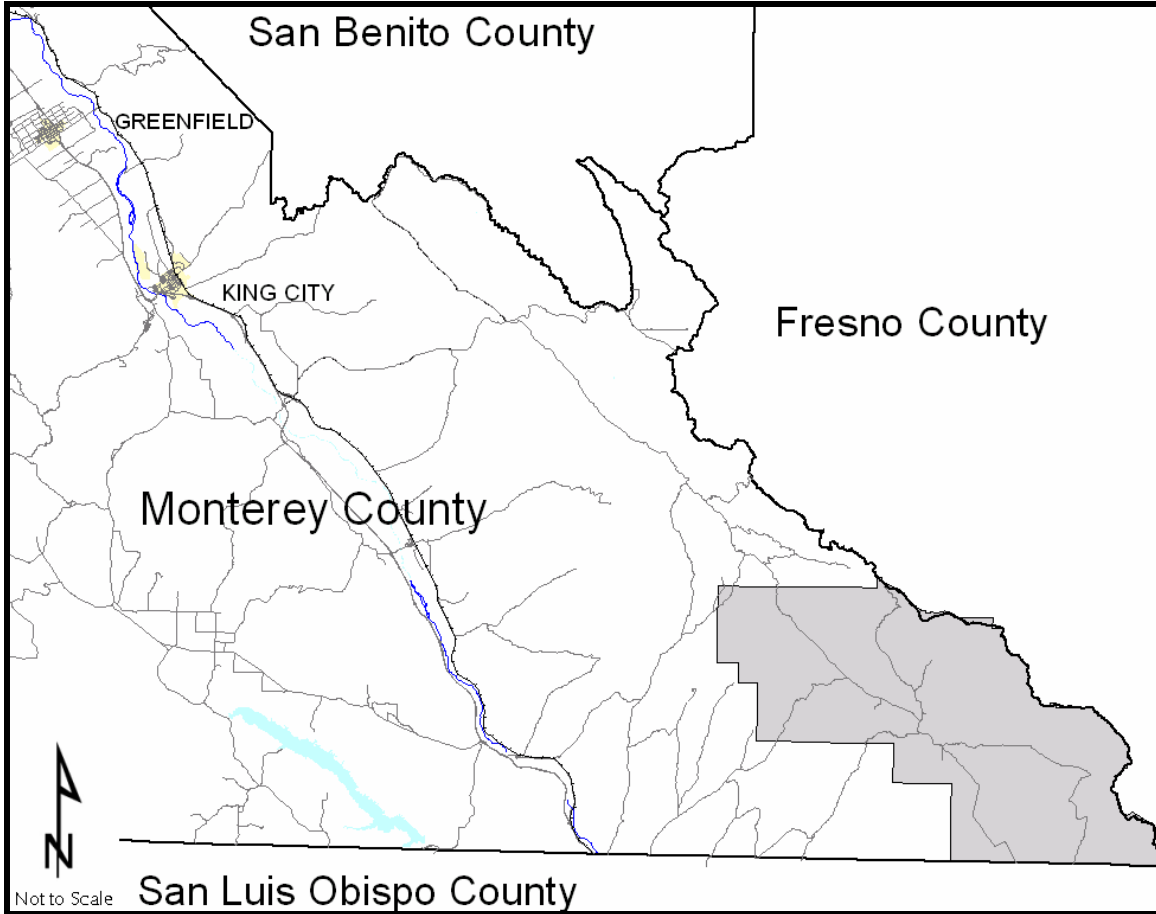 San Benito County
GREENFIELD
KING CITY
Fresno County
Monterey County
N
Not to Scale
San Luis Obispo County